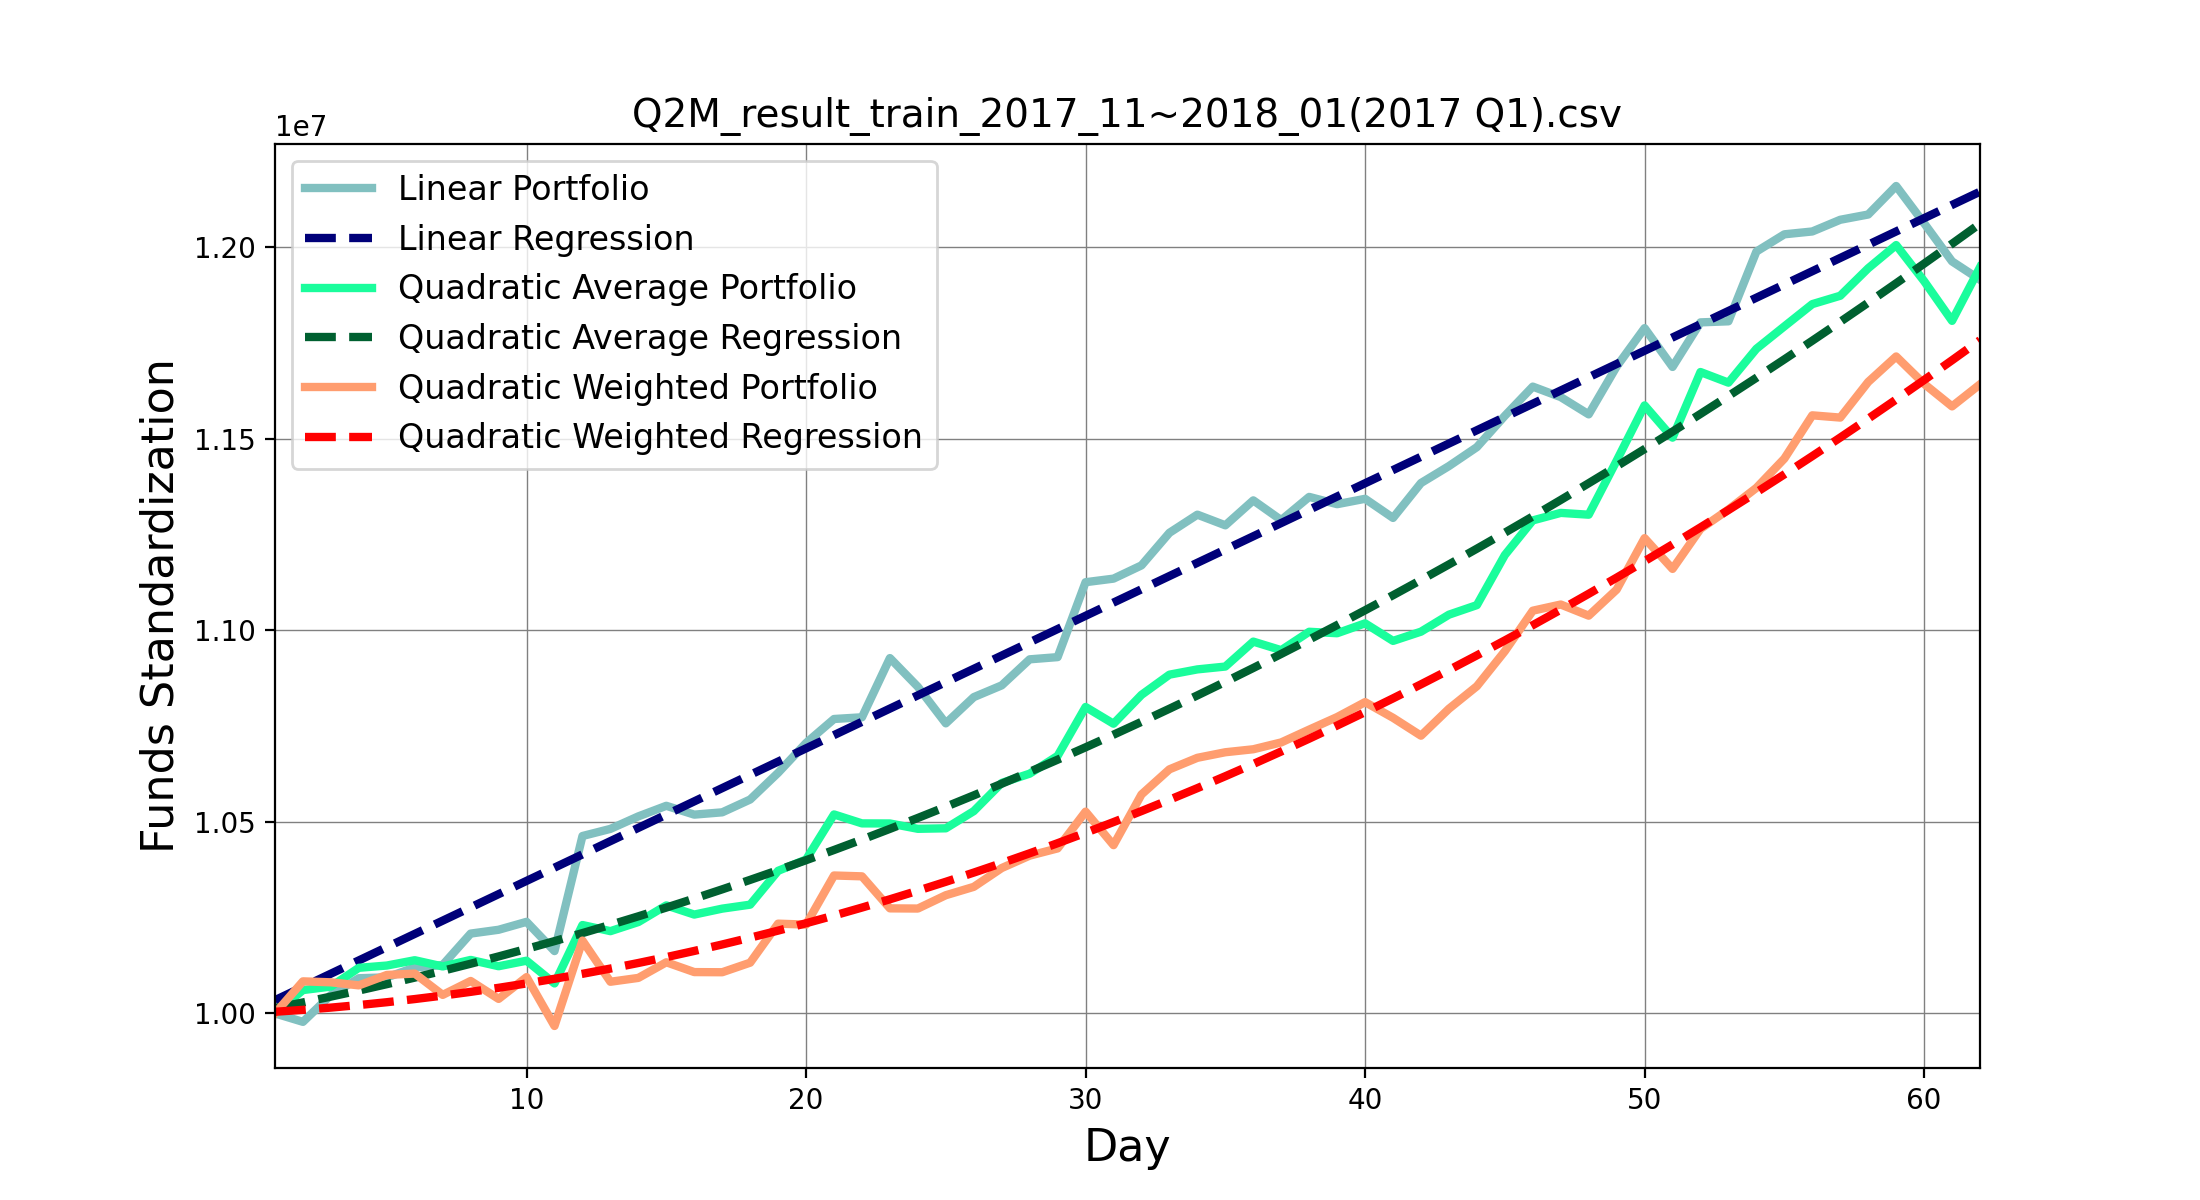 Q2M_result_train_2017_11~2018_01(2017 Q1).csv
1e7
Linear Portfolio
Linear Regression
Quadratic Average Portfolio
Quadratic Average Regression
Quadratic Weighted Portfolio
Quadratic Weighted Regression
1.20
1.15
1.10
1.05
1.00
Funds Standardization
10 20 30 40 50 60
Day